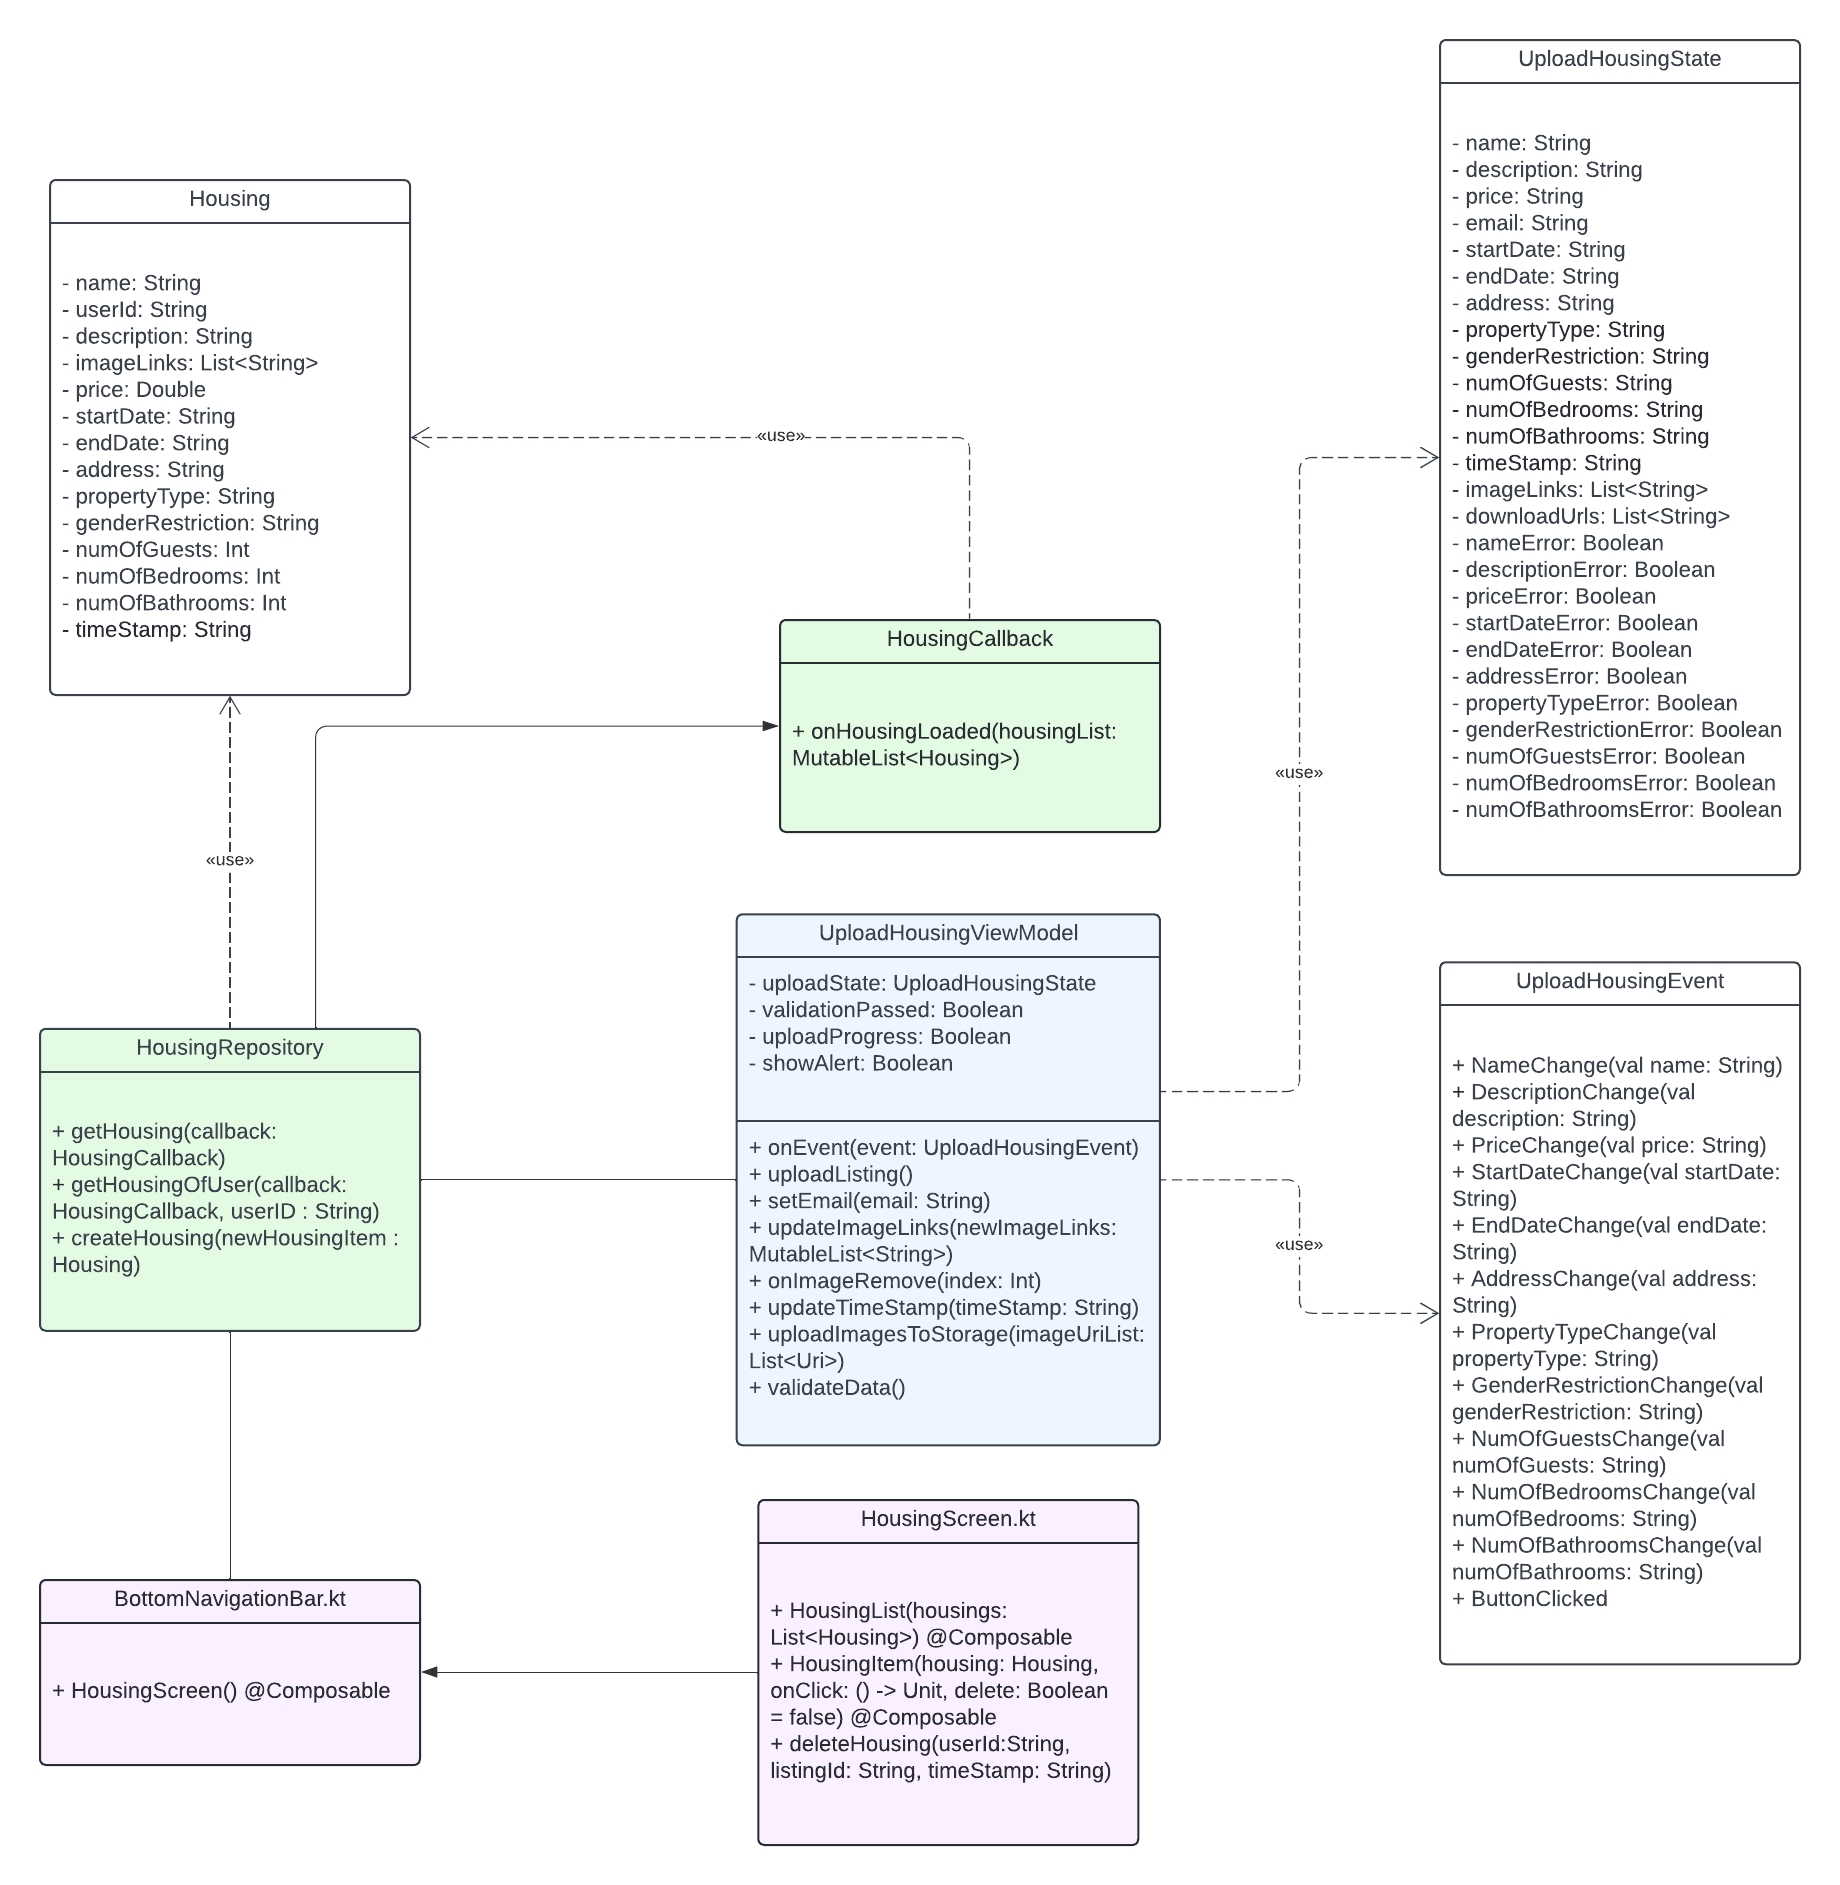 UploadHousingState
- name: String
- description: String
- price: String
- email: String
- startDate: String
- endDate: String
- address: String
- propertyType: String
- genderRestriction: String
- numOfGuests: String
- numOfBedrooms: String
- numOfBathrooms: String
- timeStamp: String
- imageLinks: List<String>
- downloadUrls: List<String>
- nameError: Boolean
- descriptionError: Boolean
- priceError: Boolean
- startDateError: Boolean
- endDateError: Boolean
- addressError: Boolean
- propertyTypeError: Boolean
- genderRestrictionError: Boolean
- numOfGuestsError: Boolean
- numOfBedroomsError: Boolean
- numOfBathroomsError: Boolean
Housing
- name: String
- userId: String
- description: String
- imageLinks: List<String>
- price: Double
- startDate: String
- endDate: String
- address: String
- propertyType: String
- genderRestriction: String
- numOfGuests: Int
- numOfBedrooms: Int
- numOfBathrooms: Int
- timeStamp: String
«use»
HousingCallback
+ onHousingLoaded(housingList:
MutableList<Housing>)
«use»
«use»
UploadHousingViewModel
- uploadState: UploadHousingState
- validationPassed: Boolean
- uploadProgress: Boolean
- showAlert: Boolean
+ onEvent(event: UploadHousingEvent)
+ uploadListing()
+ setEmail(email: String)
+ updateImageLinks(newImageLinks:
MutableList<String>)
+ onImageRemove(index: Int)
+ updateTimeStamp(timeStamp: String)
+ uploadImagesToStorage(imageUriList:
List<Uri>)
+ validateData()
UploadHousingEvent
+ NameChange(val name: String)
+ DescriptionChange(val
description: String)
+ PriceChange(val price: String)
+ StartDateChange(val startDate:
String)
+ EndDateChange(val endDate:
String)
+ AddressChange(val address:
String)
+ PropertyTypeChange(val
propertyType: String)
+ GenderRestrictionChange(val
genderRestriction: String)
+ NumOfGuestsChange(val
numOfGuests: String)
+ NumOfBedroomsChange(val
numOfBedrooms: String)
+ NumOfBathroomsChange(val
numOfBathrooms: String)
+ ButtonClicked
HousingRepository
+ getHousing(callback:
HousingCallback)
+ getHousingOfUser(callback:
HousingCallback, userID : String)
+ createHousing(newHousingItem :
Housing)
«use»
HousingScreen.kt
+ HousingList(housings:
List<Housing>) @Composable
+ HousingItem(housing: Housing,
onClick: () -> Unit, delete: Boolean
= false) @Composable
+ deleteHousing(userId:String,
listingId: String, timeStamp: String)
BottomNavigationBar.kt
+ HousingScreen() @Composable